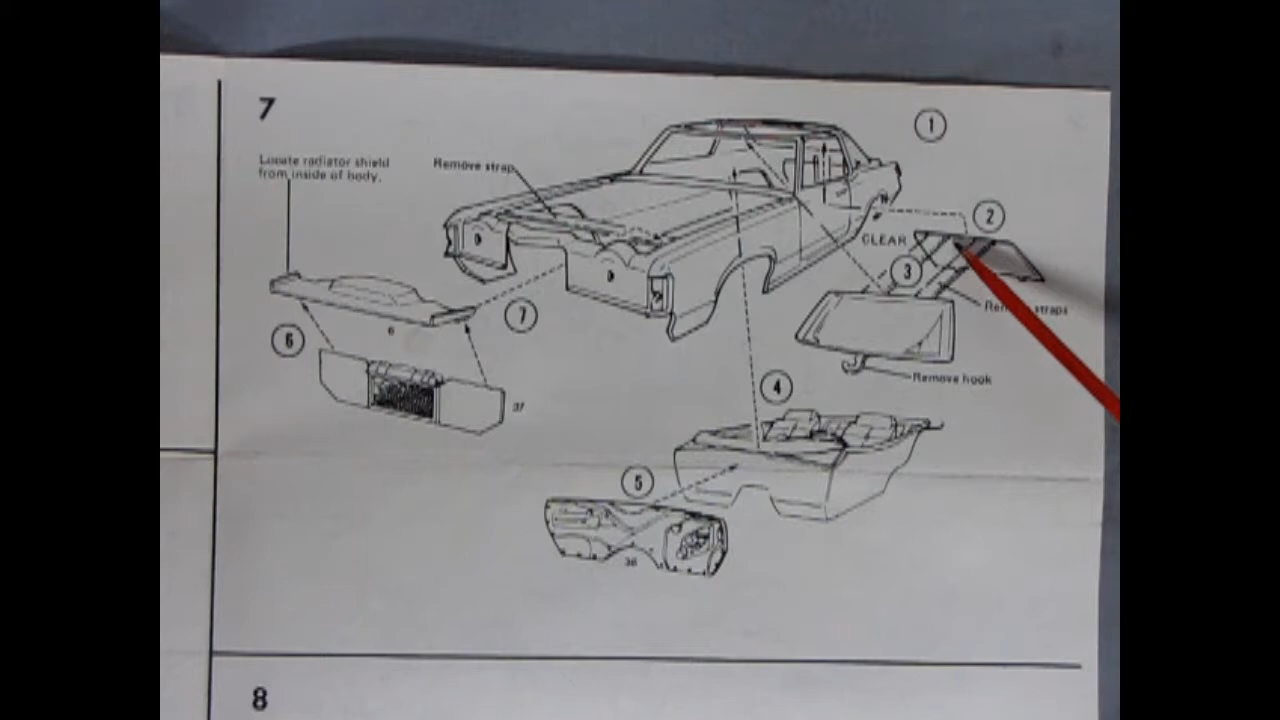 7
Locate radiator shield
from inside of body.
Remove strap
1
2
CLEAR
3
straps
7
6
6
Remove hook
4
37
5
36
8